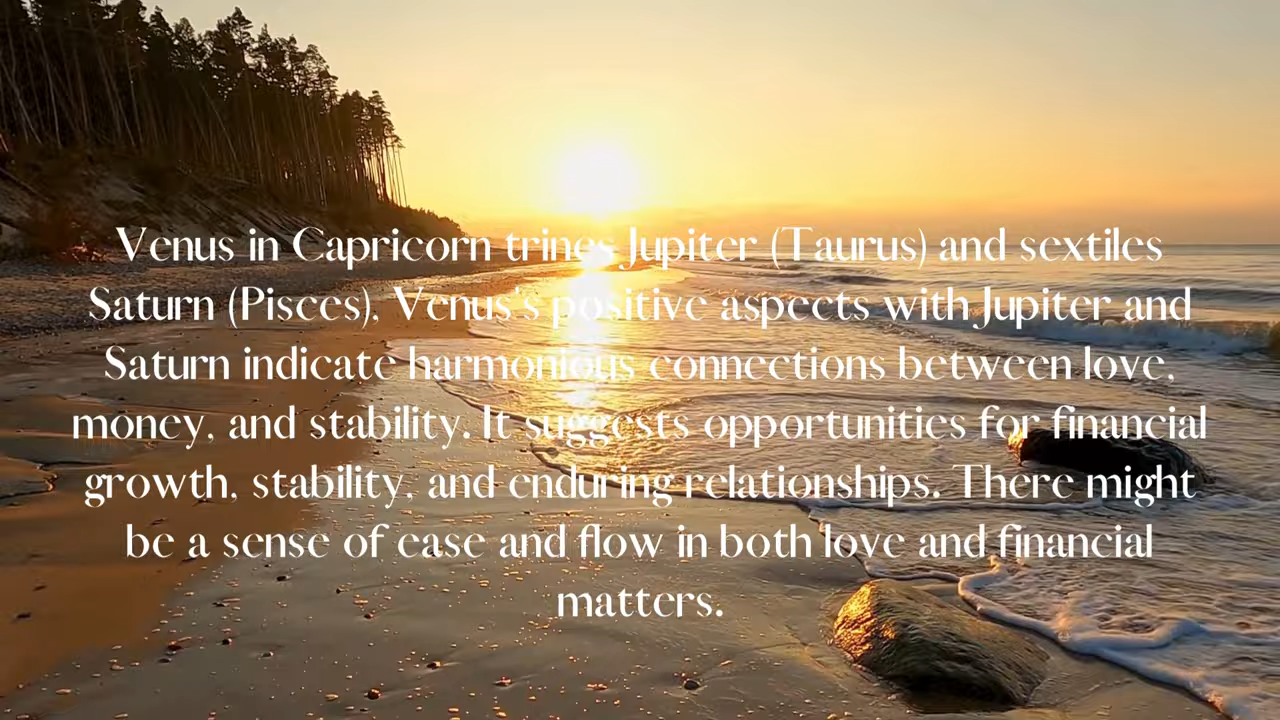 Venus in Capricorn trines Jupiter (Taurus) and sextiles
Saturn (Pisces), Venus's positive aspects with Jupiter and
Saturn indicate harmonious connections between love,
money, and stability. It suggests opportunities for financial
growth, stability, and enduring relationships. There might
be a sense of ease and flow in both love and financial
matters.